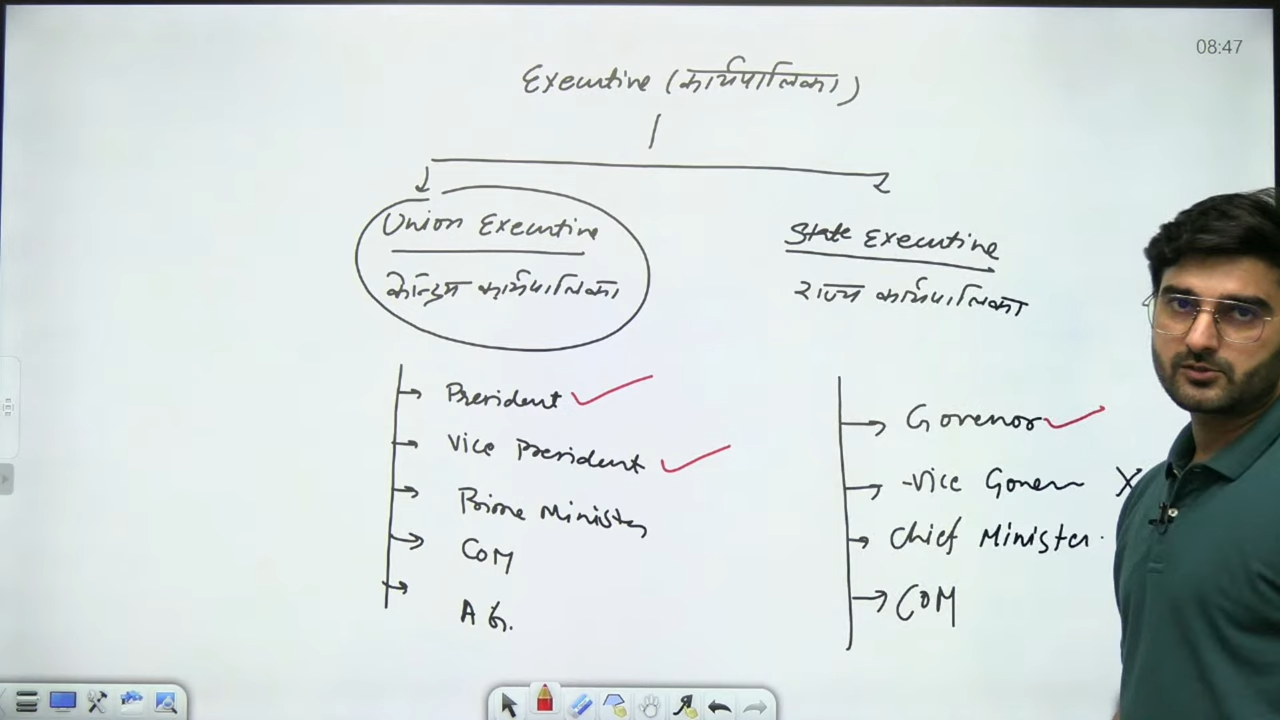 08:47
Executive (कार्यपालिका)
Union Executive
केन्द्रीय कार्यपालिका
State Executive
राज्य कार्यपालिका
President
Vice President
Prime Minister
COM
A G.
Govenor
-Vice Govern X
Chief Minister.
COM